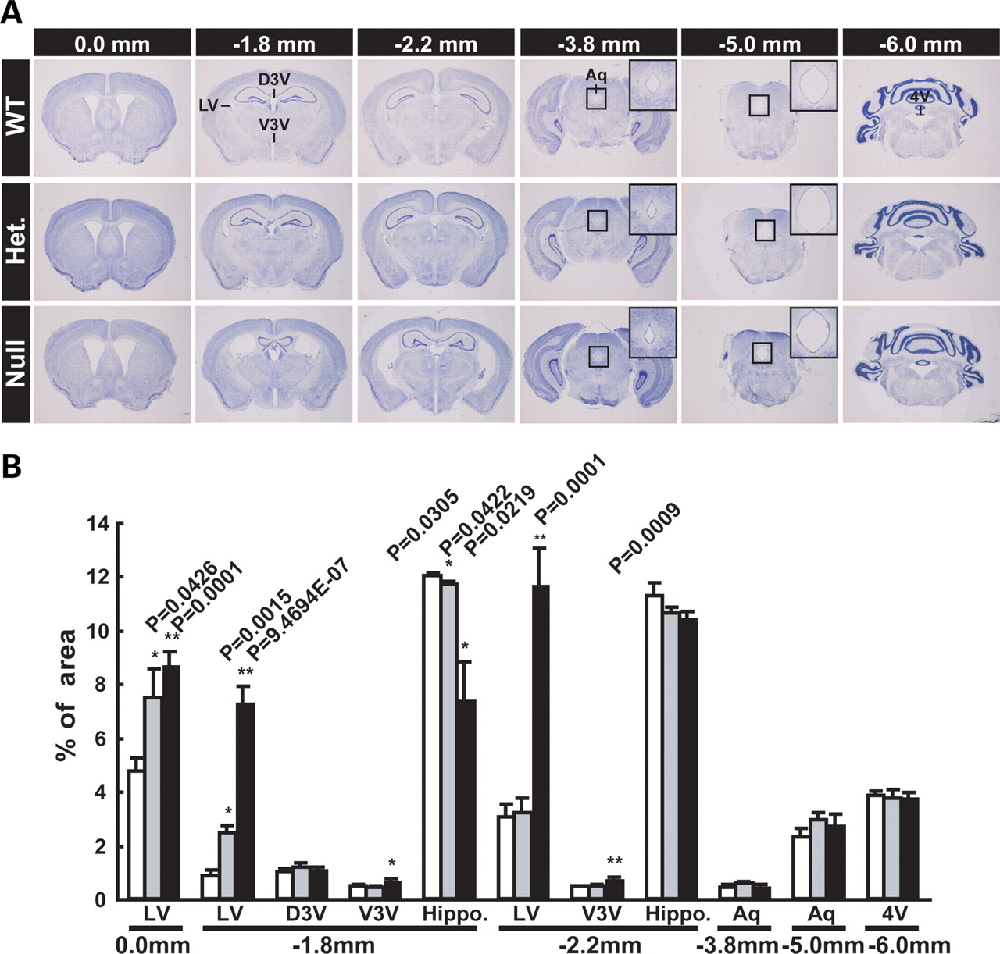 A
0.0 mm
-1.8 mm
-2.2 mm
-3.8 mm
-5.0 mm
-6.0 mm
WT
D3V
LV
V3V
Aq
4V
Het.
Null
B
% of area
14
12
10
8
6
4
2
0
P=0.0426
P=0.0001
P=0.0015
P=9.4694E-07
P=0.0305
P=0.0422
P=0.0219
P=0.0001
P=0.0009
*
**
*
**
*
*
*
**
**
LV
LV
D3V
V3V
Hippo.
LV
V3V
Hippo.
Aq
Aq
4V
0.0mm
-1.8mm
-2.2mm
-3.8mm
-5.0mm
-6.0mm